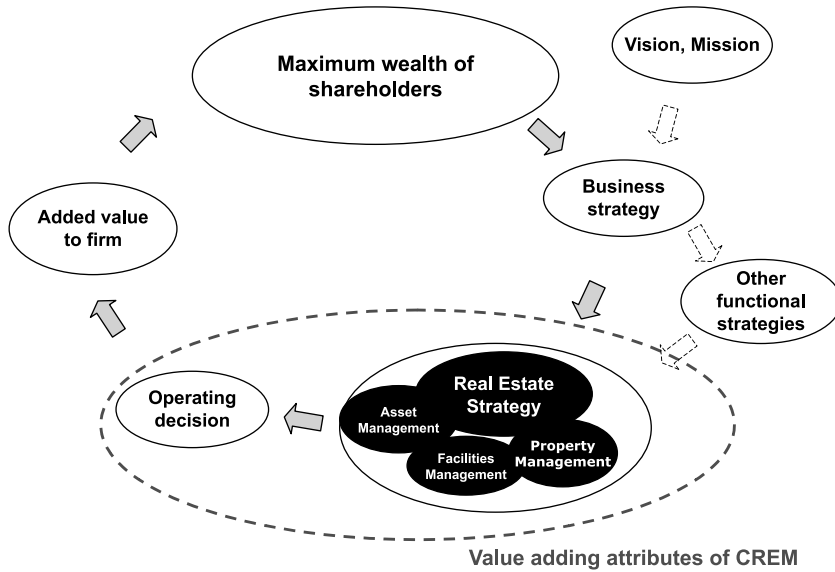 Maximum wealth of
shareholders
Vision, Mission
Business
strategy
Added value
to firm
Other
functional
strategies
Real Estate
Strategy
Asset
Management
Operating
decision
Property
Management
Facilities
Management
Value adding attributes of CREM